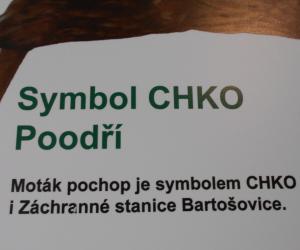 Symbol CHKO
Poodří
Moták pochop je symbolem CHKO
i Záchranné stanice Bartošovice.